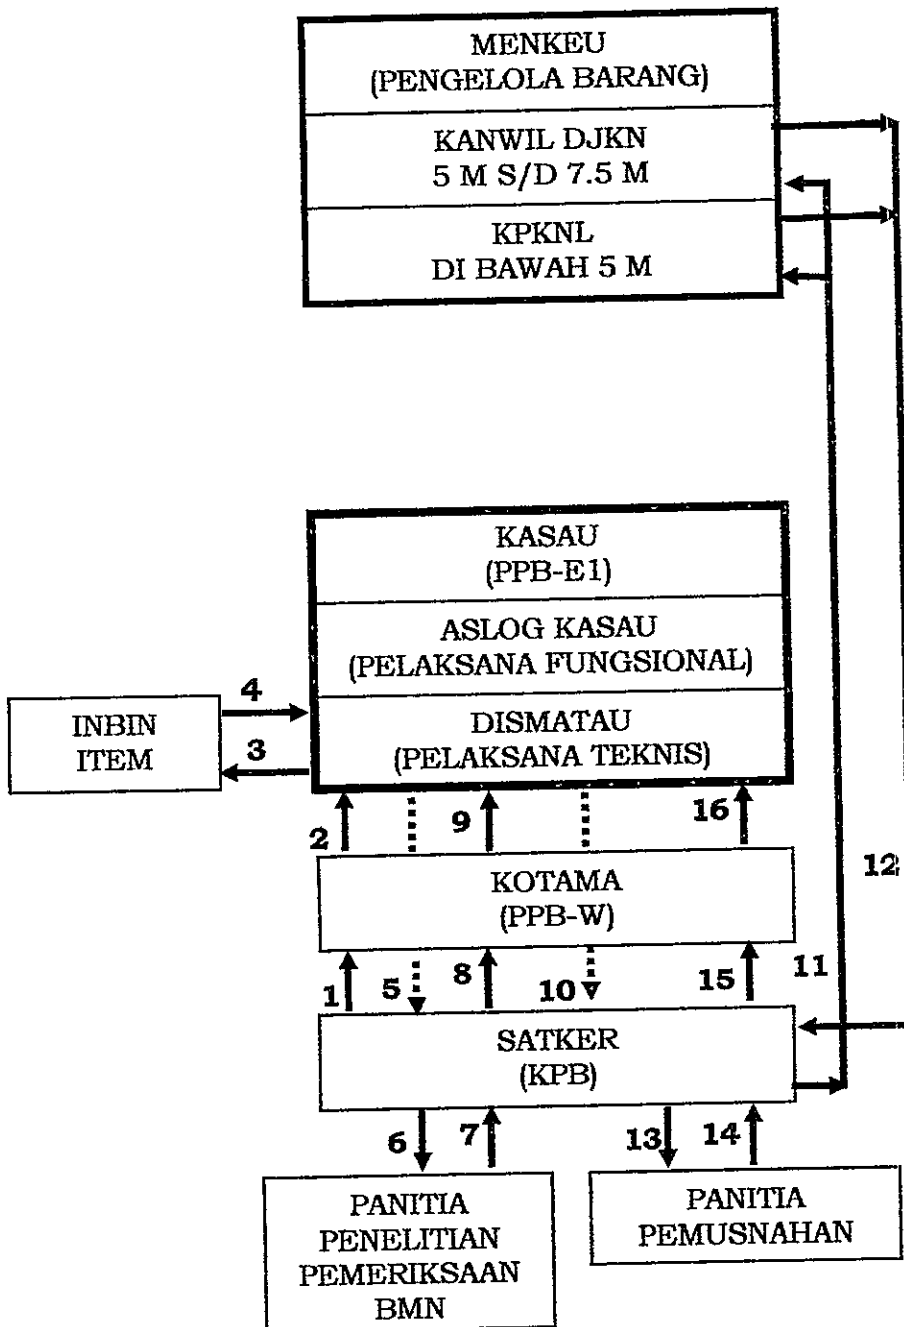 MENKEU
(PENGELOLA BARANG)
KANWIL DJKN
5 M S/D 7.5 M
KPKNL
DI BAWAH 5 M
KASAU
(PPB-E1)
ASLOG KASAU
(PELAKSANA FUNGSIONAL)
DISMATAU
(PELAKSANA TEKNIS)
4
INBIN
ITEM
3
2
9
16
KOTAMA
(PPB-W)
12
1
5
8
10
15
11
SATKER
(KPB)
6
7
13
14
PANITIA
PENELITIAN
PEMERIKSAAN
BMN
PANITIA
PEMUSNAHAN